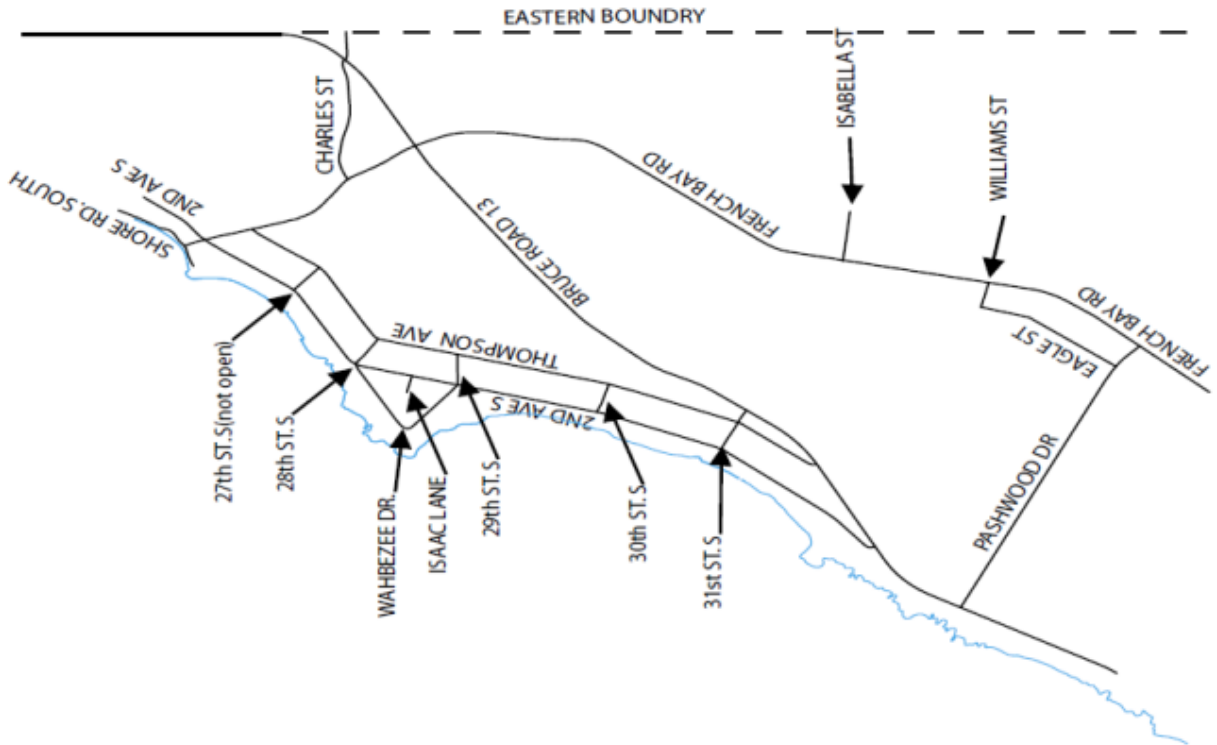 EASTERN BOUNDRY
CHARLES ST
ISABELLA ST
WILLIAMS ST
2ND AVE S
SHORE RD. SOUTH
FRENCH BAY RD
BRUCE ROAD 13
FRENCH BAY RD
EAGLE ST
THOMPSON AVE
2ND AVE S
27th ST. S(not open)
28th ST. S
WAHBEZEE DR.
ISAAC LANE
29th ST. S.
30th ST. S.
31st ST. S
PASHWOOD DR